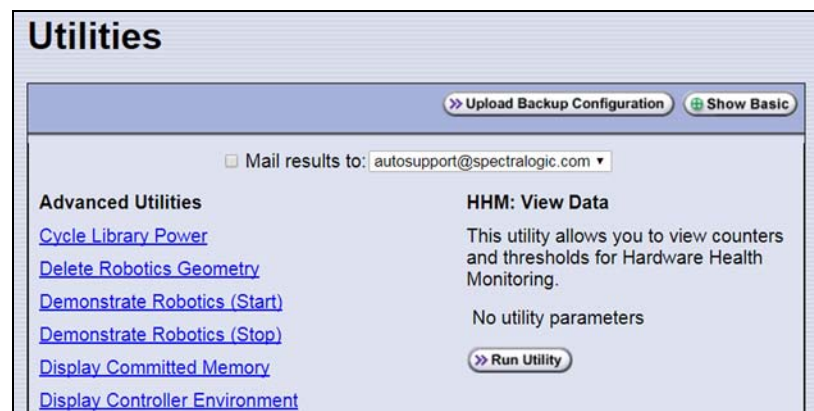 Utilities
Upload Backup Configuration
Show Basic
Mail results to: autosupport@spectralogic.com
Advanced Utilities
Cycle Library Power
Delete Robotics Geometry
Demonstrate Robotics (Start)
Demonstrate Robotics (Stop)
Display Committed Memory
Display Controller Environment
HHM: View Data
This utility allows you to view counters
and thresholds for Hardware Health
Monitoring.
No utility parameters
Run Utility